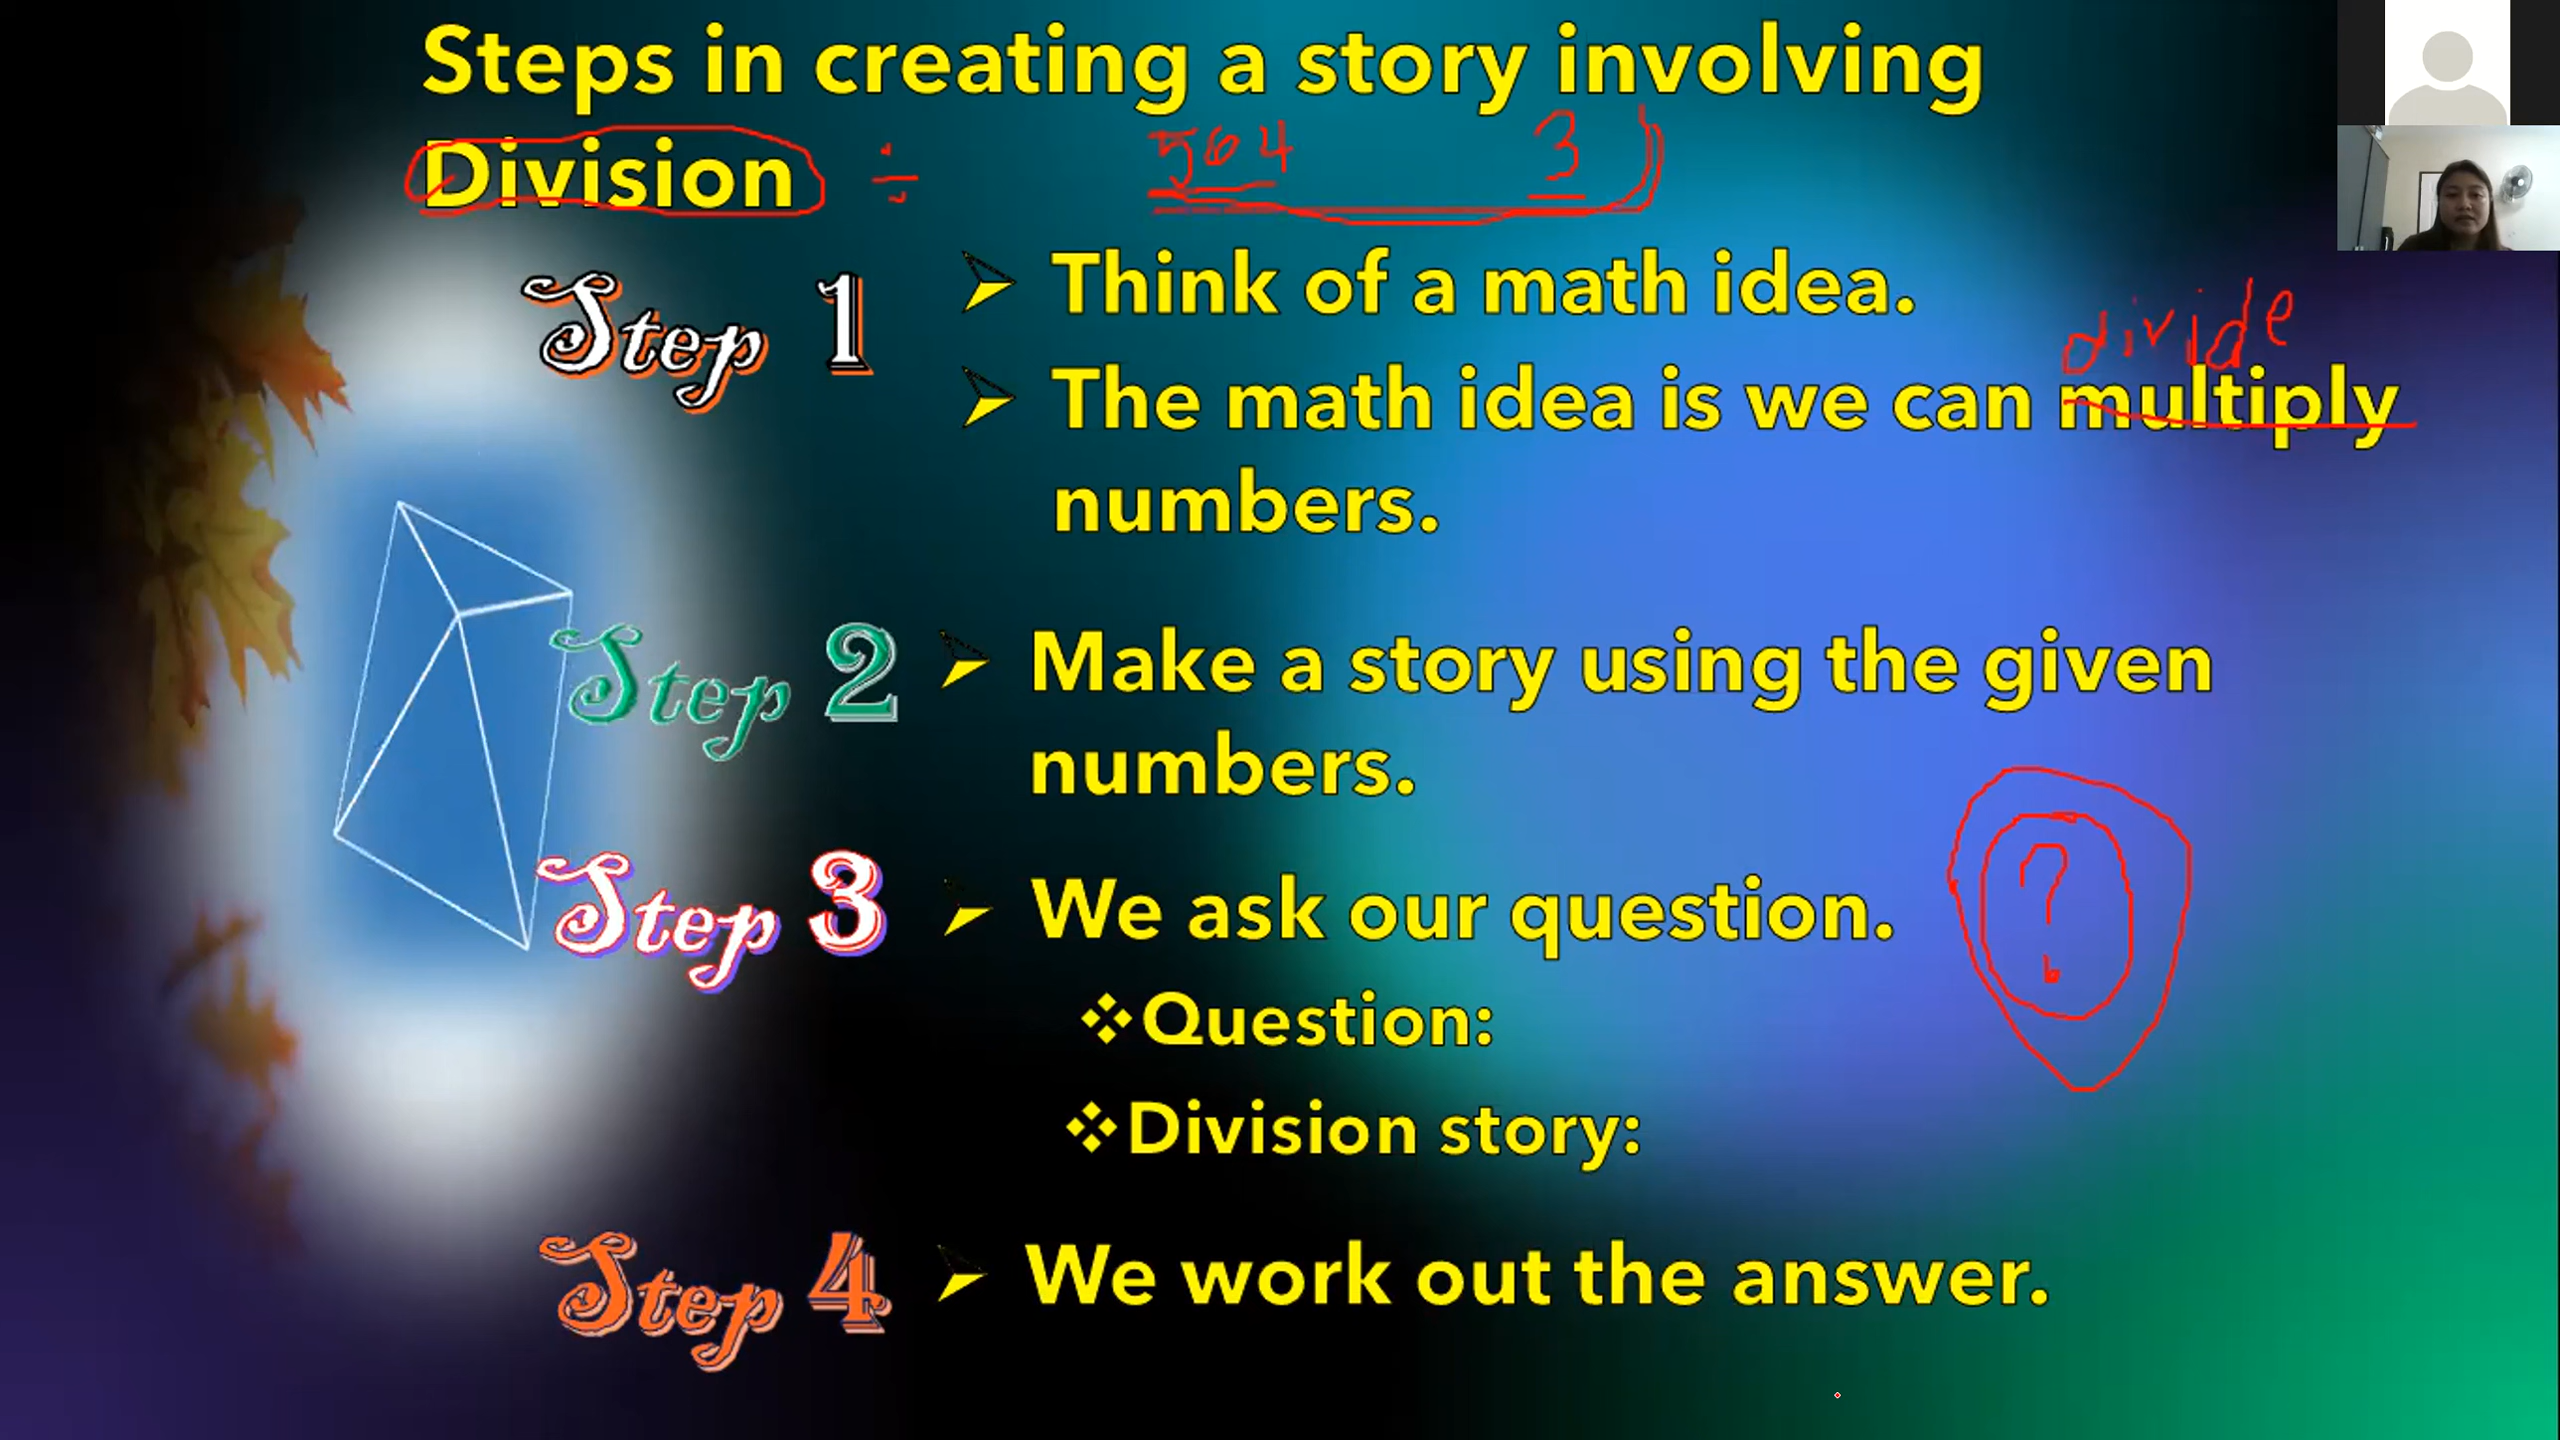 Steps in creating a story involving
Division ÷ 564 3
Step 1
➢ Think of a math idea.
divide
➢ The math idea is we can multiply
numbers.
Step 2
➢ Make a story using the given
numbers.
Step 3
➢ We ask our question. ?
❖Question:
❖Division story:
Step 4
➢ We work out the answer.